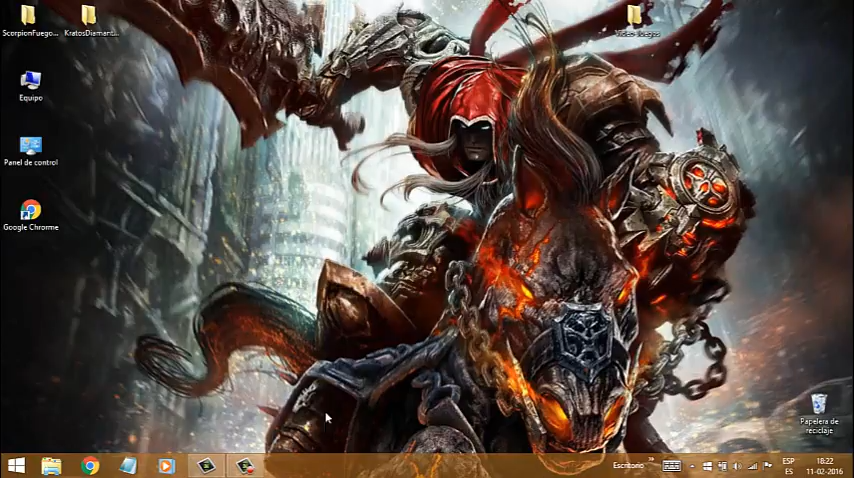 ScorpionFuego...
KratosDiamant...
Video Juegos
Equipo
Panel de control
Google Chrorme
Papelera de
reciclaje
Escritorio
ESP
ES
18:22
11-02-2016